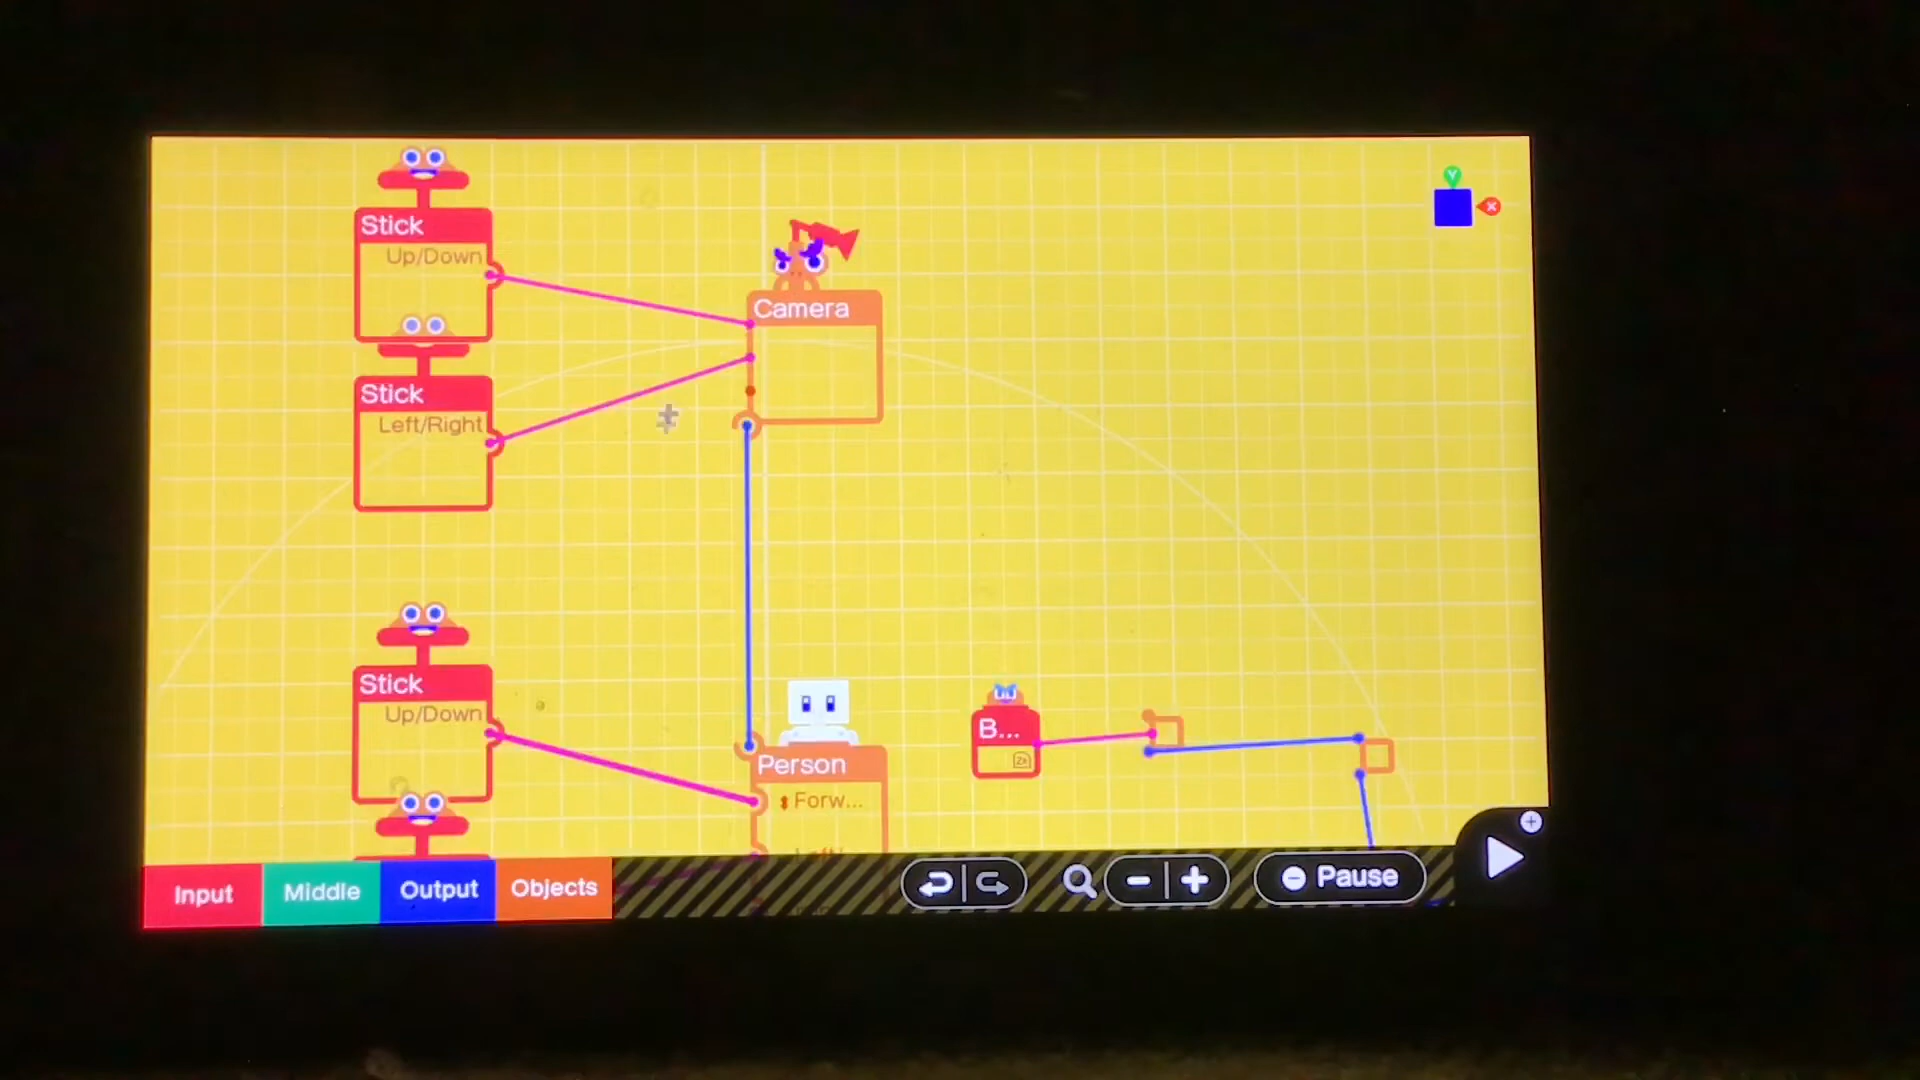 Stick
Up/Down
Stick
Left/Right
Camera
Stick
Up/Down
Person
Forw...
B...
Y
X
Input
Middle
Output
Objects
Pause